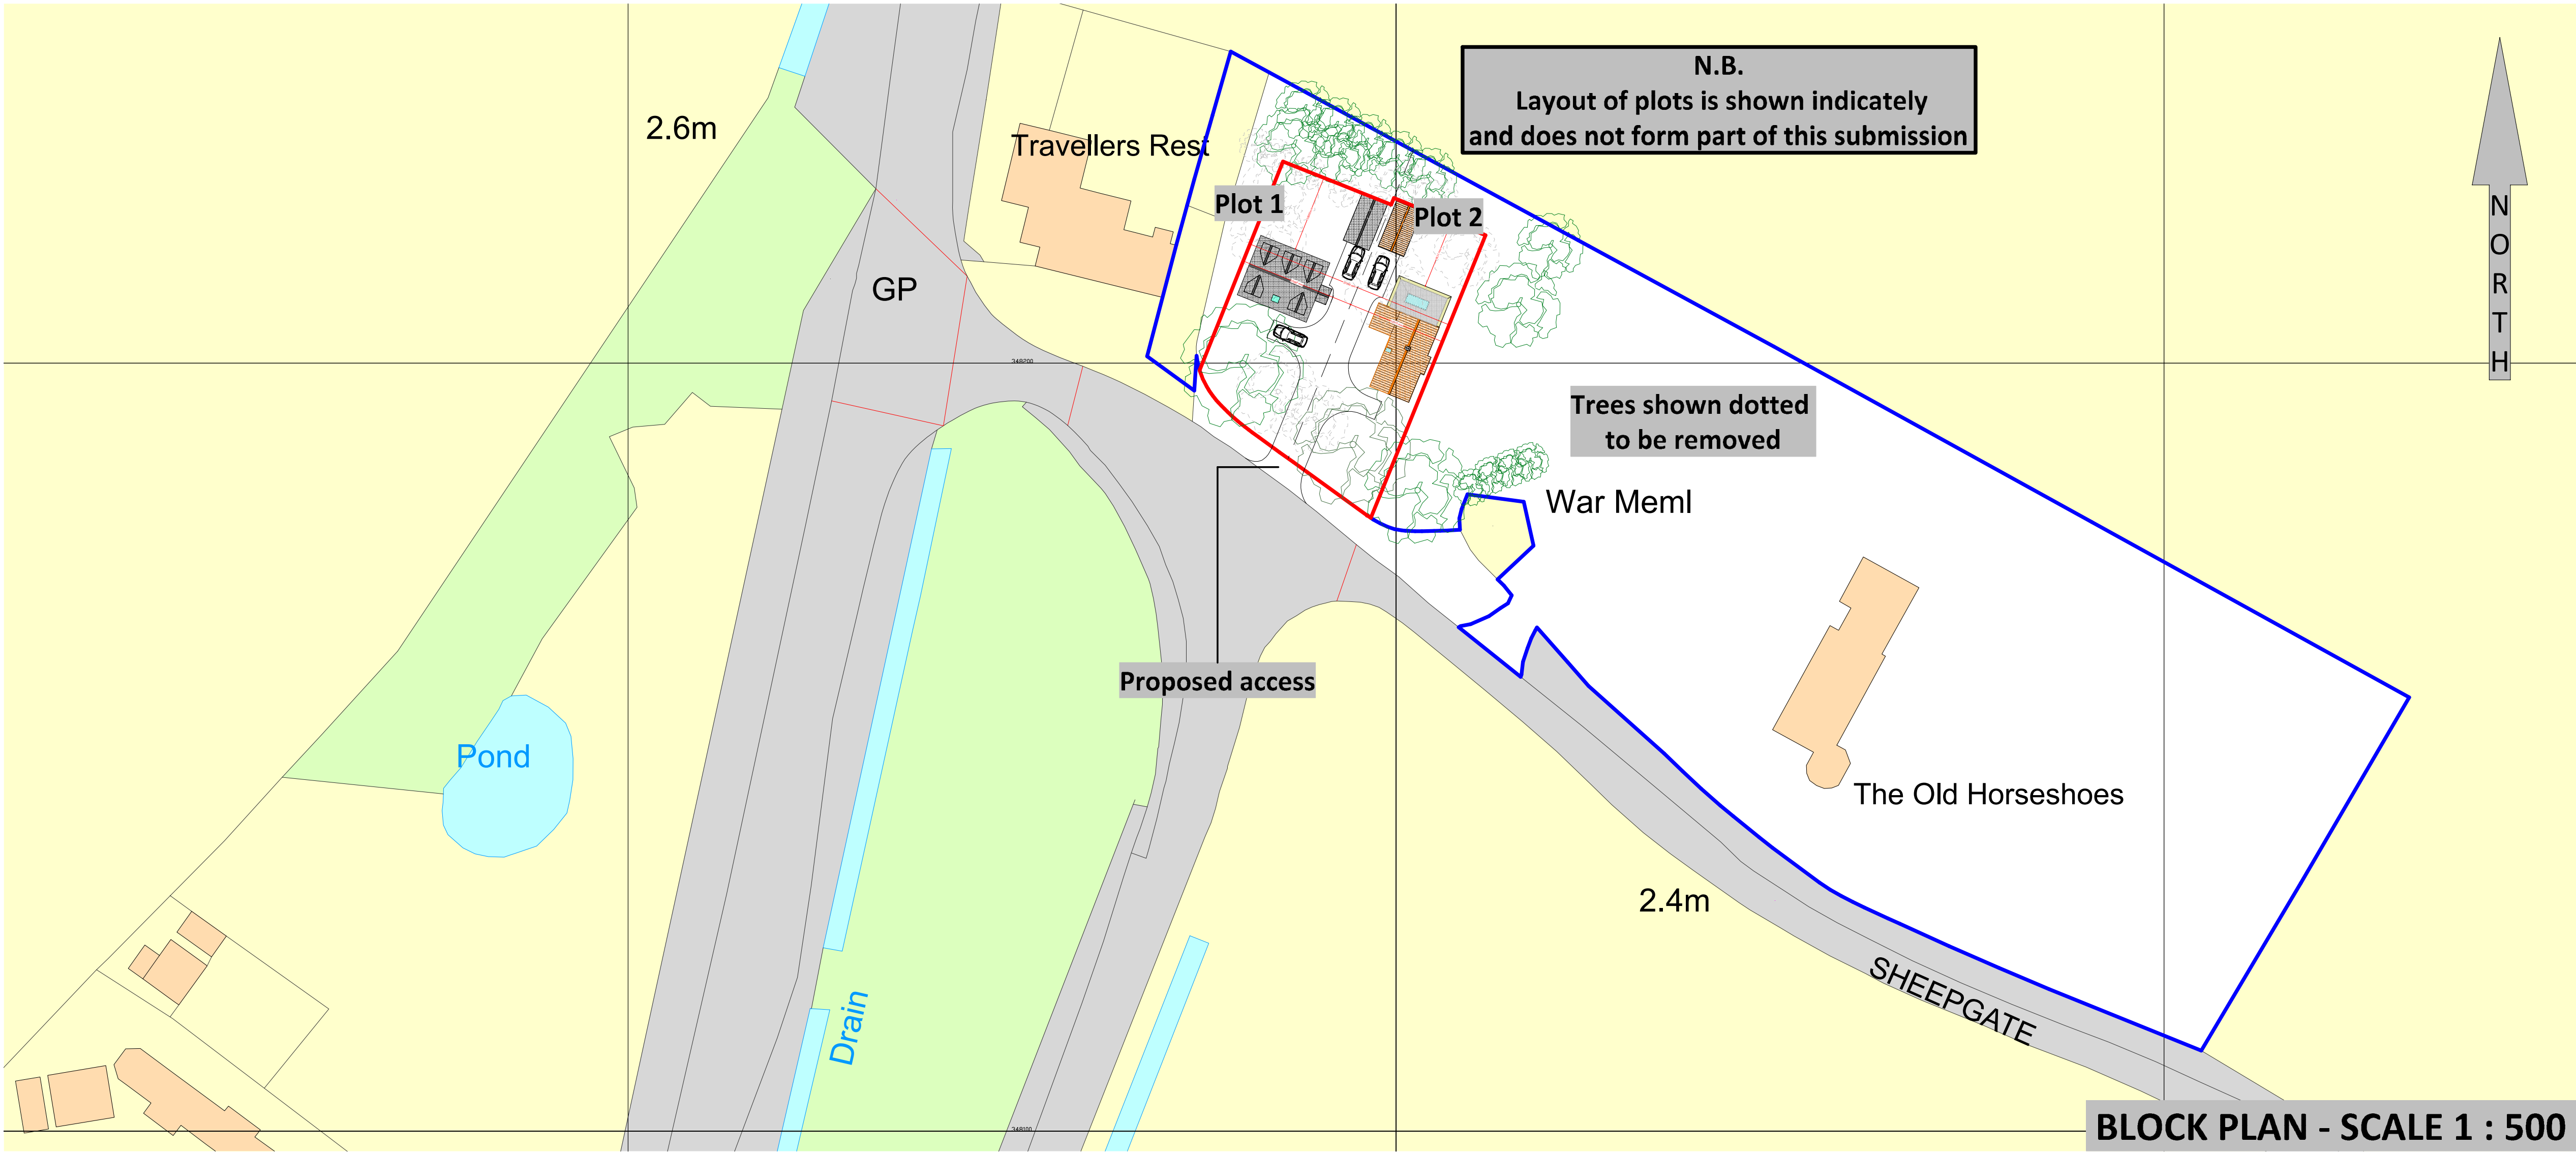 N.B.
Layout of plots is shown indicately
and does not form part of this submission
2.6m
Travellers Rest
Plot 1
Plot 2
N
O
R
T
H
GP
348200
Trees shown dotted
to be removed
War Meml
Proposed access
Pond
The Old Horseshoes
2.4m
SHEEPGATE
Drain
348100
BLOCK PLAN - SCALE 1 : 500